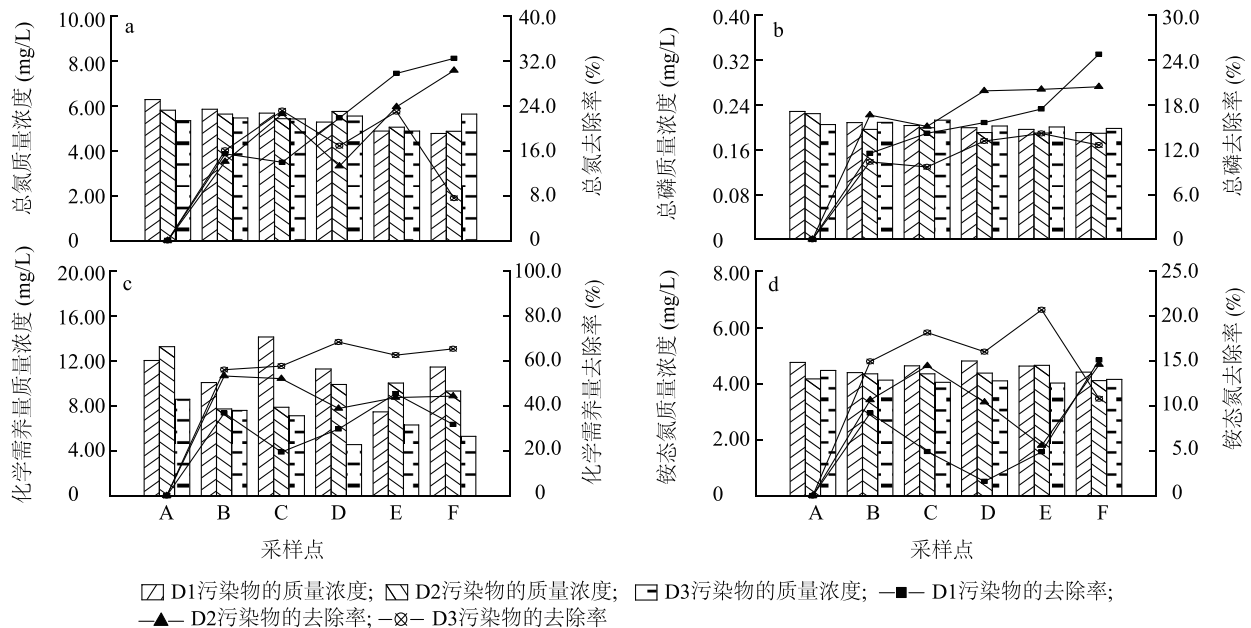 a
总氮质量浓度 (mg/L)
10.00
8.00
6.00
4.00
2.00
0
总氮去除率 (%)
40.0
32.0
24.0
16.0
8.0
0
b
总磷质量浓度 (mg/L)
0.40
0.32
0.24
0.16
0.08
0
总磷去除率 (%)
30.0
24.0
18.0
12.0
6.0
0
c
化学需养量质量浓度 (mg/L)
20.00
16.00
12.00
8.00
4.00
0
化学需养量去除率 (%)
100.0
80.0
60.0
40.0
20.0
0
A B C D E F
采样点
d
铵态氮质量浓度 (mg/L)
8.00
6.00
4.00
2.00
0
铵态氮去除率 (%)
25.0
20.0
15.0
10.0
5.0
0
A B C D E F
采样点
D1污染物的质量浓度; D2污染物的质量浓度; D3污染物的质量浓度; D1污染物的去除率;
D2污染物的去除率; D3污染物的去除率